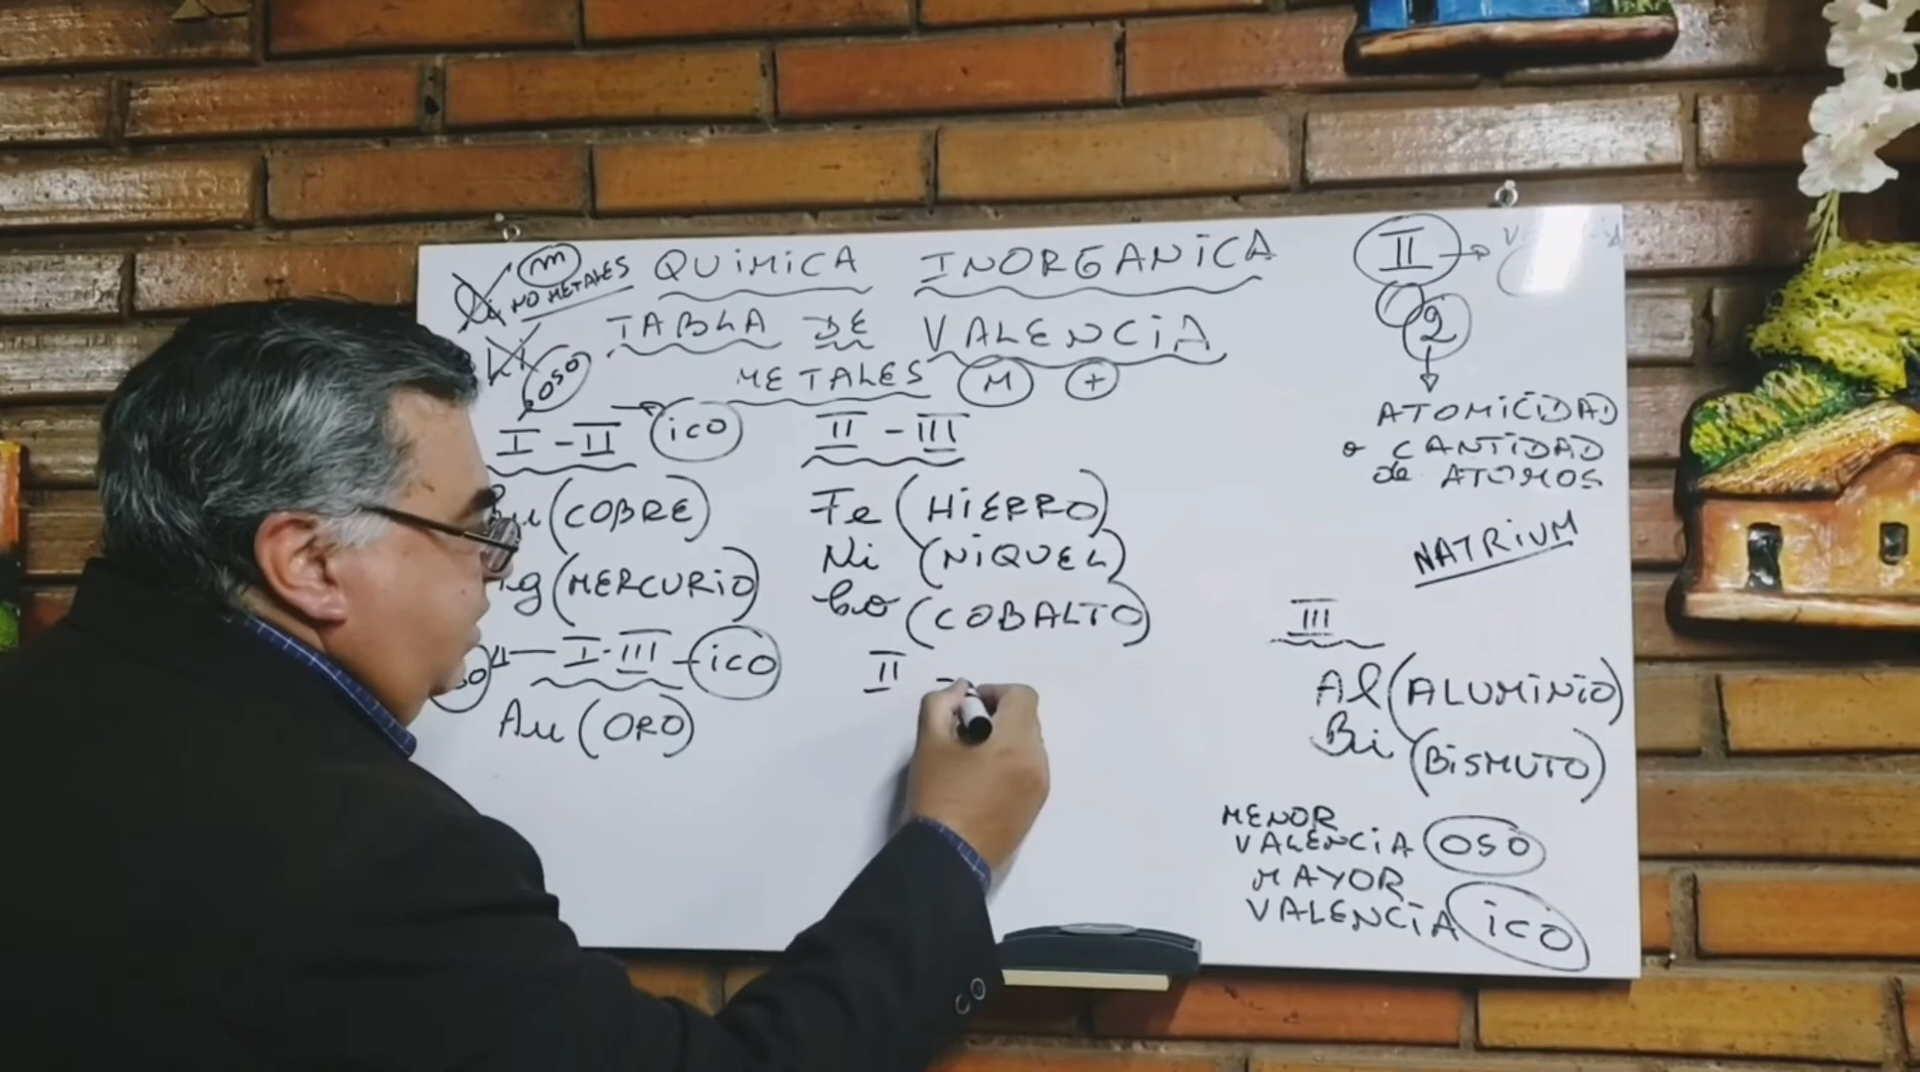 m
NO METALES
QUIMICA INORGANICA
TABLA DE VALENCIA
METALES M +
oso
I - II → ico
(COBRE)
(MERCURIO)
I - III - ico
Au (ORO)
II - III
Fe (HIERRO)
Ni (NIQUEL)
Co (COBALTO)
II -
II →
2
ATOMICIDAD
o CANTIDAD
de ATOMOS
NATRIUM
III
Al (ALUMINIO)
Bi (BISMUTO)
MENOR
VALENCIA OSO
MAYOR
VALENCIA ico